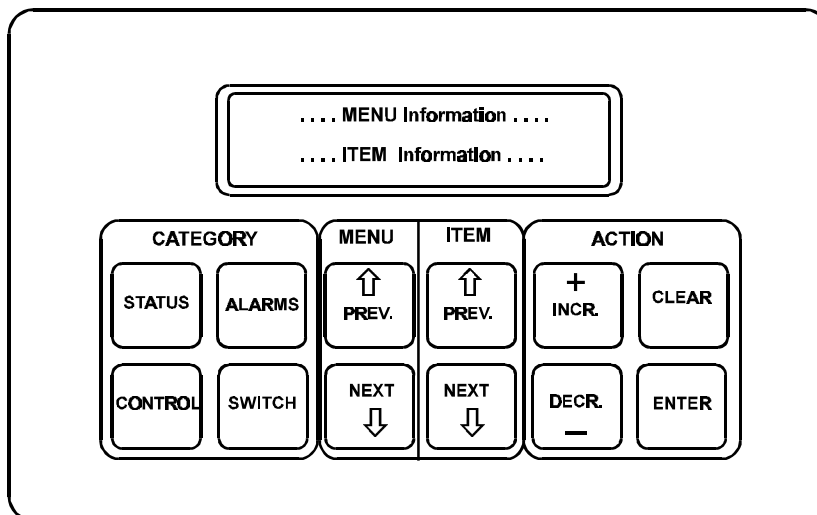 .... MENU Information ....
.... ITEM Information ....
CATEGORY MENU ITEM ACTION
STATUS ALARMS PREV. PREV. + INCR. CLEAR
CONTROL SWITCH NEXT NEXT DECR. − ENTER